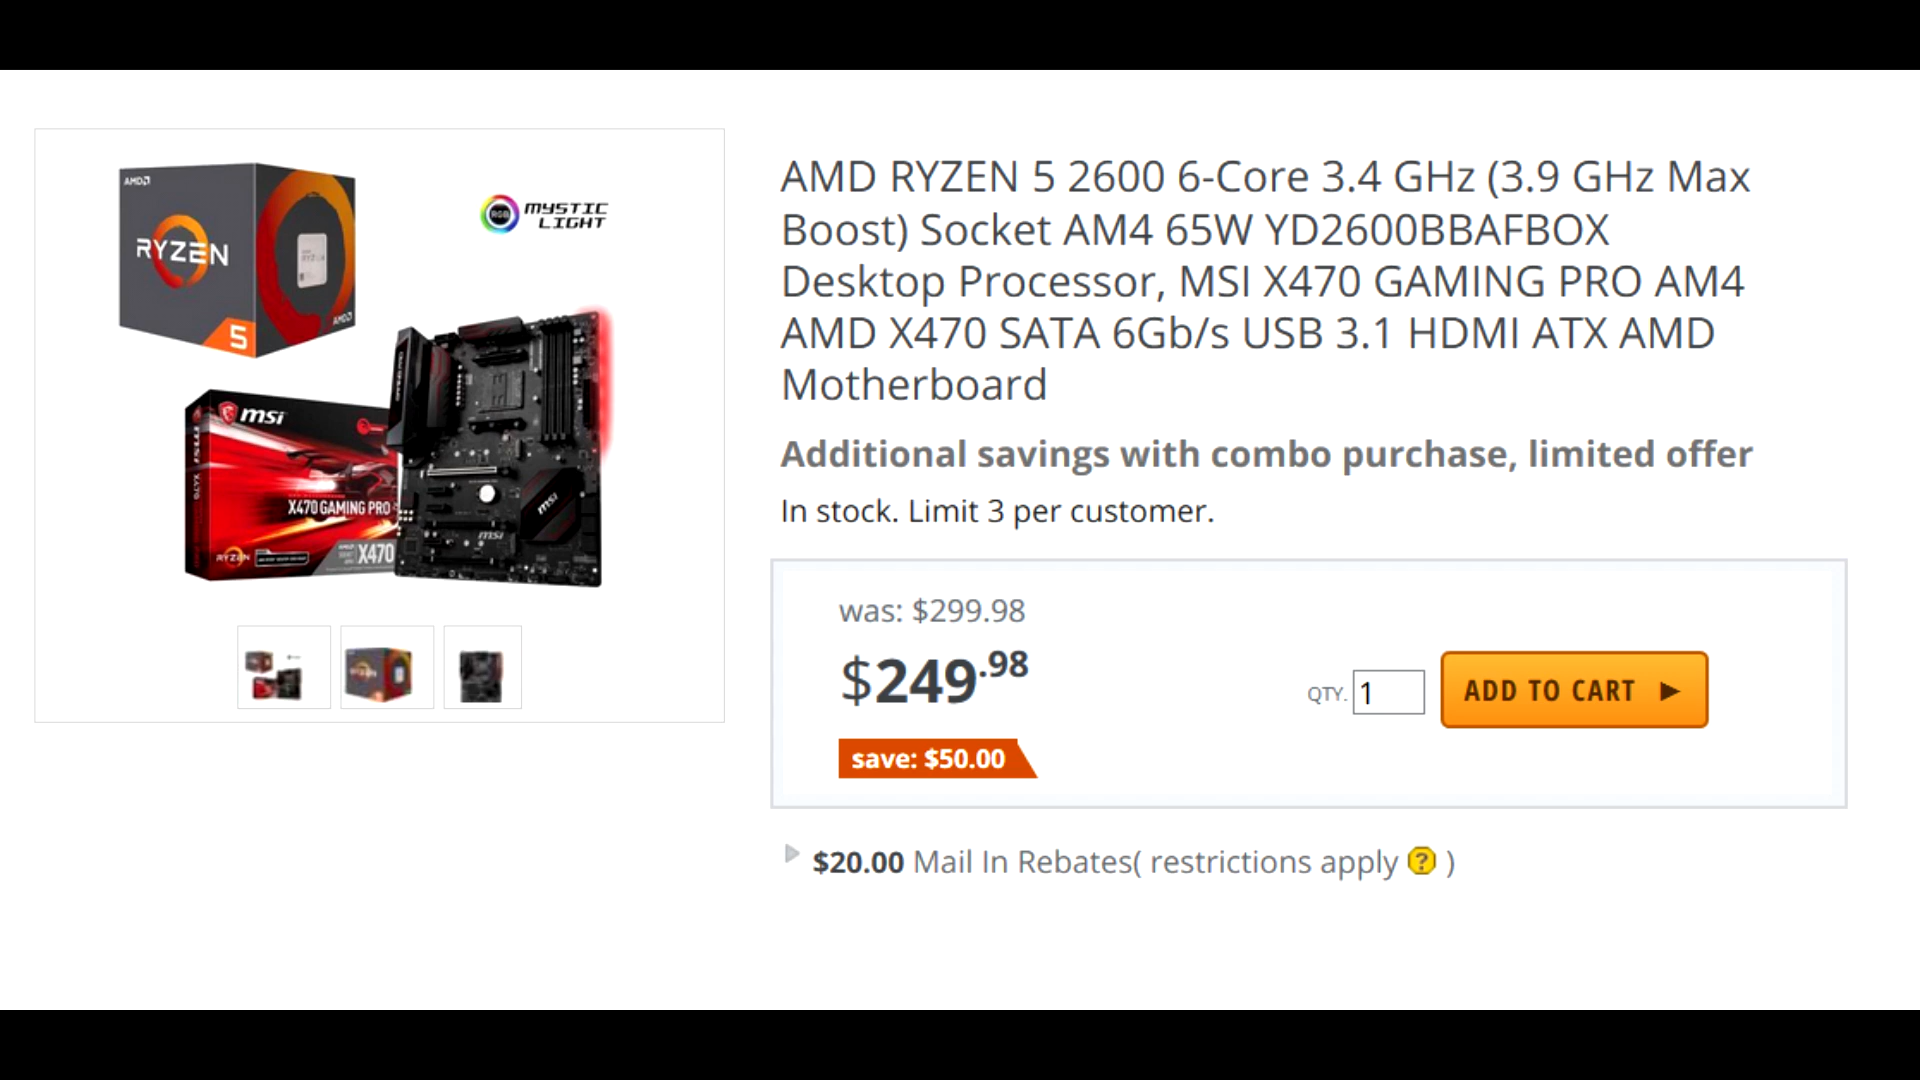 AMD
RYZEN
5
AMD
RGB MYSTIC
LIGHT
msi
X470 GAMING PRO
RYZEN
X470
msi
msi
AMD RYZEN 5 2600 6-Core 3.4 GHz (3.9 GHz Max
Boost) Socket AM4 65W YD2600BBAFBOX
Desktop Processor, MSI X470 GAMING PRO AM4
AMD X470 SATA 6Gb/s USB 3.1 HDMI ATX AMD
Motherboard
Additional savings with combo purchase, limited offer
In stock. Limit 3 per customer.
was: $299.98
$249.98
QTY. 1
ADD TO CART ►
save: $50.00
$20.00 Mail In Rebates( restrictions apply ? )